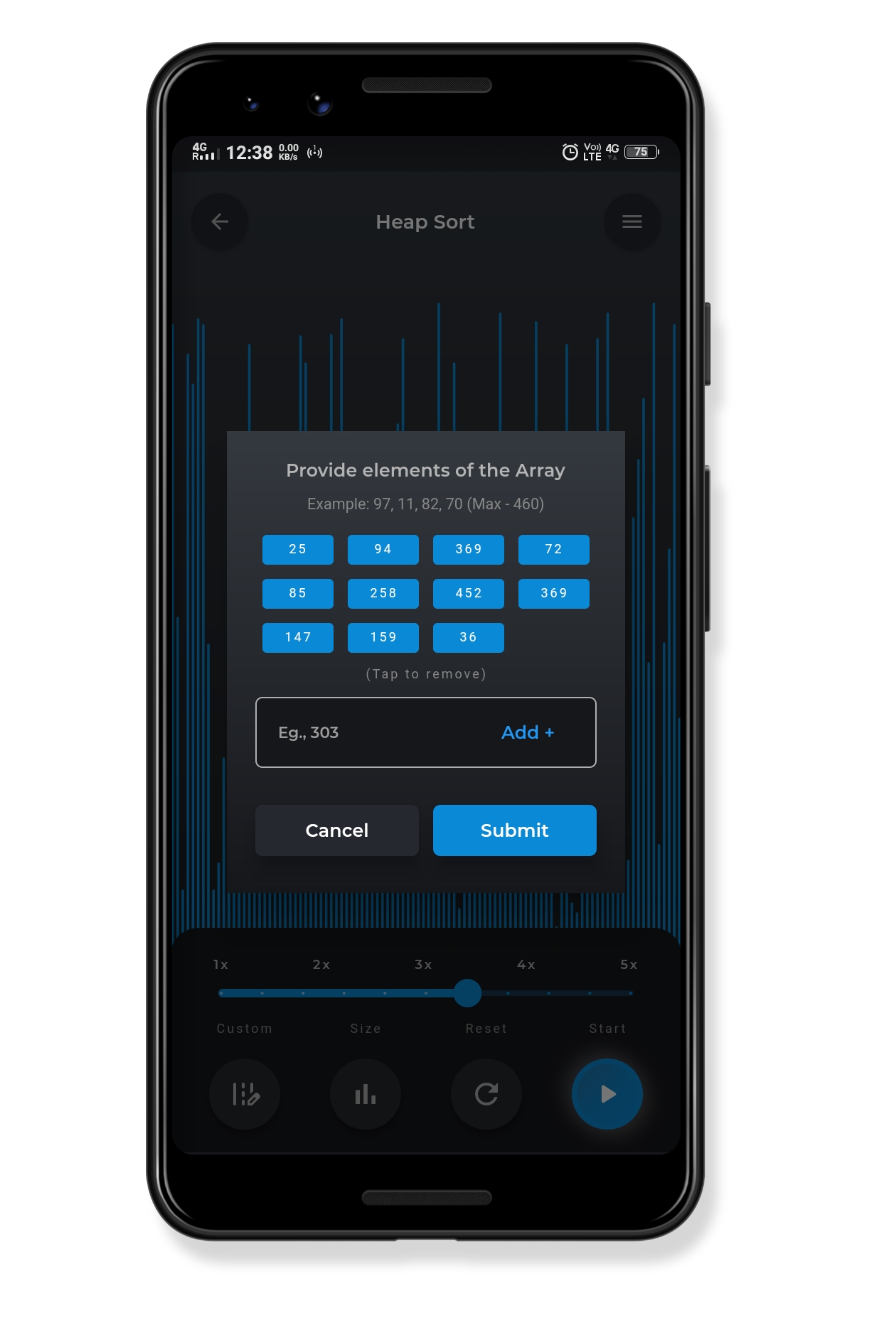 4G R 12:38 0.00 KB/s Vo)) LTE 4G 75
Heap Sort
Provide elements of the Array
Example: 97, 11, 82, 70 (Max - 460)
25 94 369 72
85 258 452 369
147 159 36
(Tap to remove)
Eg., 303 Add +
Cancel Submit
1x 2x 3x 4x 5x
Custom Size Reset Start